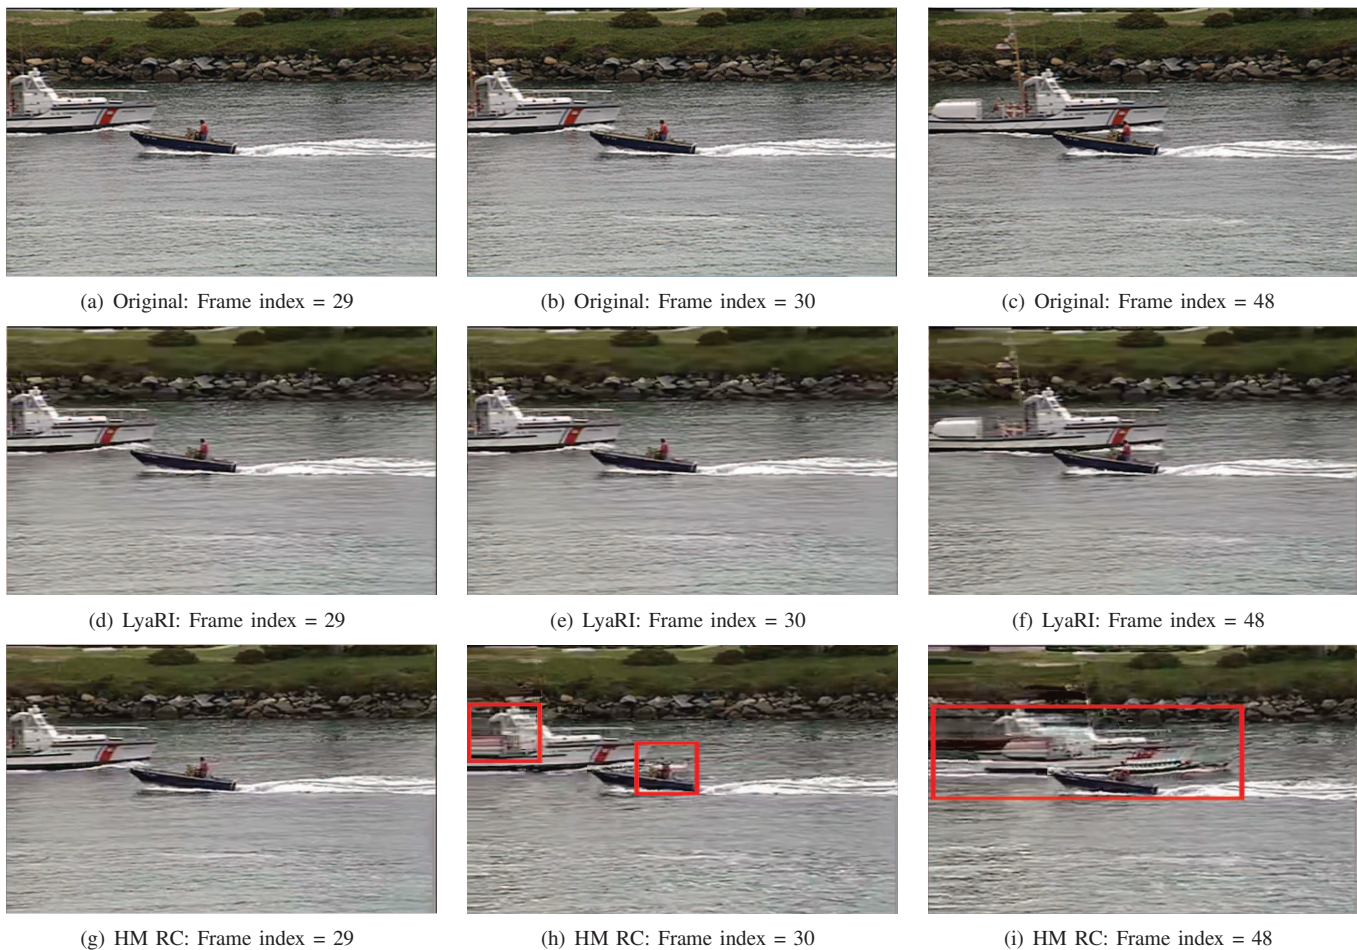 (a) Original: Frame index = 29
(b) Original: Frame index = 30
(c) Original: Frame index = 48
(d) LyaRI: Frame index = 29
(e) LyaRI: Frame index = 30
(f) LyaRI: Frame index = 48
(g) HM RC: Frame index = 29
(h) HM RC: Frame index = 30
(i) HM RC: Frame index = 48